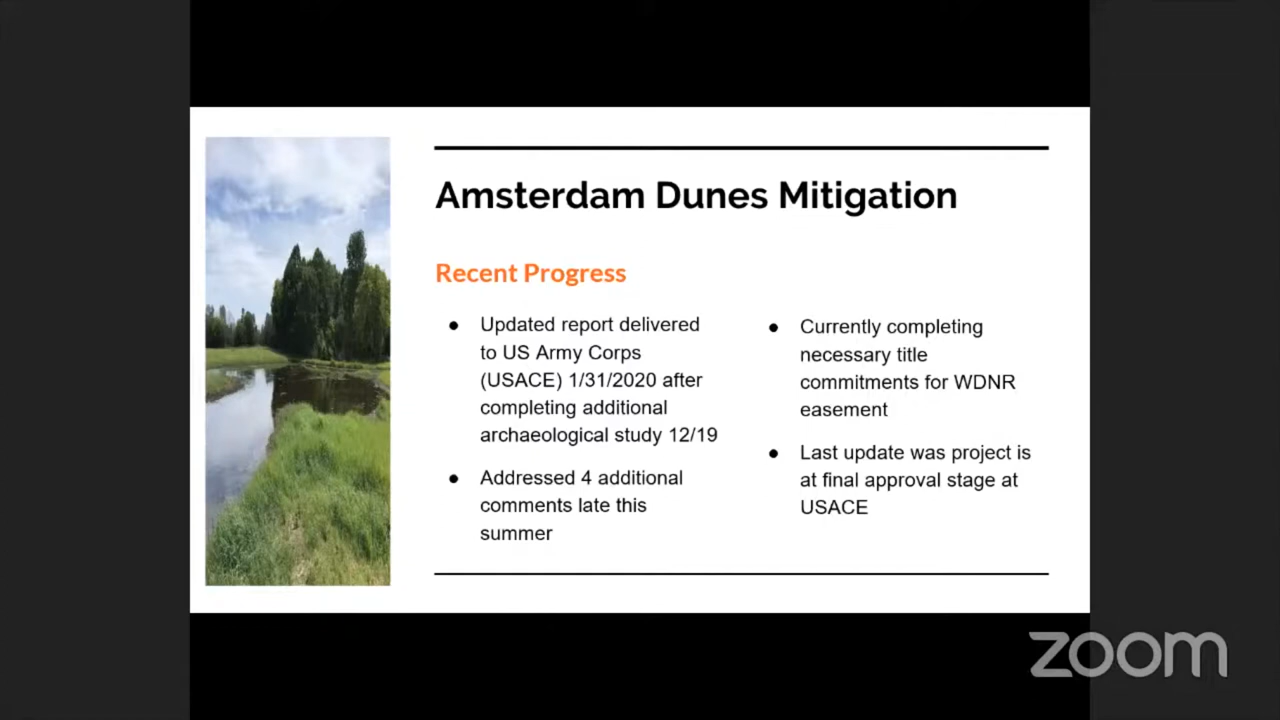 Amsterdam Dunes Mitigation
Recent Progress
● Updated report delivered
to US Army Corps
(USACE) 1/31/2020 after
completing additional
archaeological study 12/19
● Addressed 4 additional
comments late this
summer
● Currently completing
necessary title
commitments for WDNR
easement
● Last update was project is
at final approval stage at
USACE
zoom